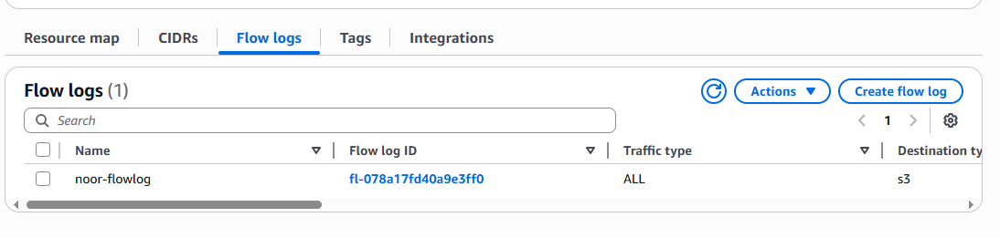 Resource map CIDRs Flow logs Tags Integrations
Flow logs (1) Actions Create flow log
Search 1
Name Flow log ID Traffic type Destination ty
noor-flowlog fl-078a17fd40a9e3ff0 ALL s3